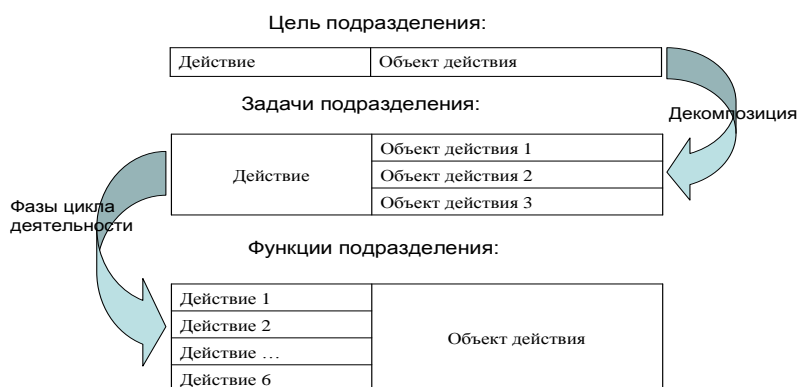 Цель подразделения:
Действие Объект действия
Задачи подразделения:
Декомпозиция
Действие
Объект действия 1
Объект действия 2
Объект действия 3
Фазы цикла
деятельности
Функции подразделения:
Действие 1
Действие 2
Действие …
Действие 6
Объект действия